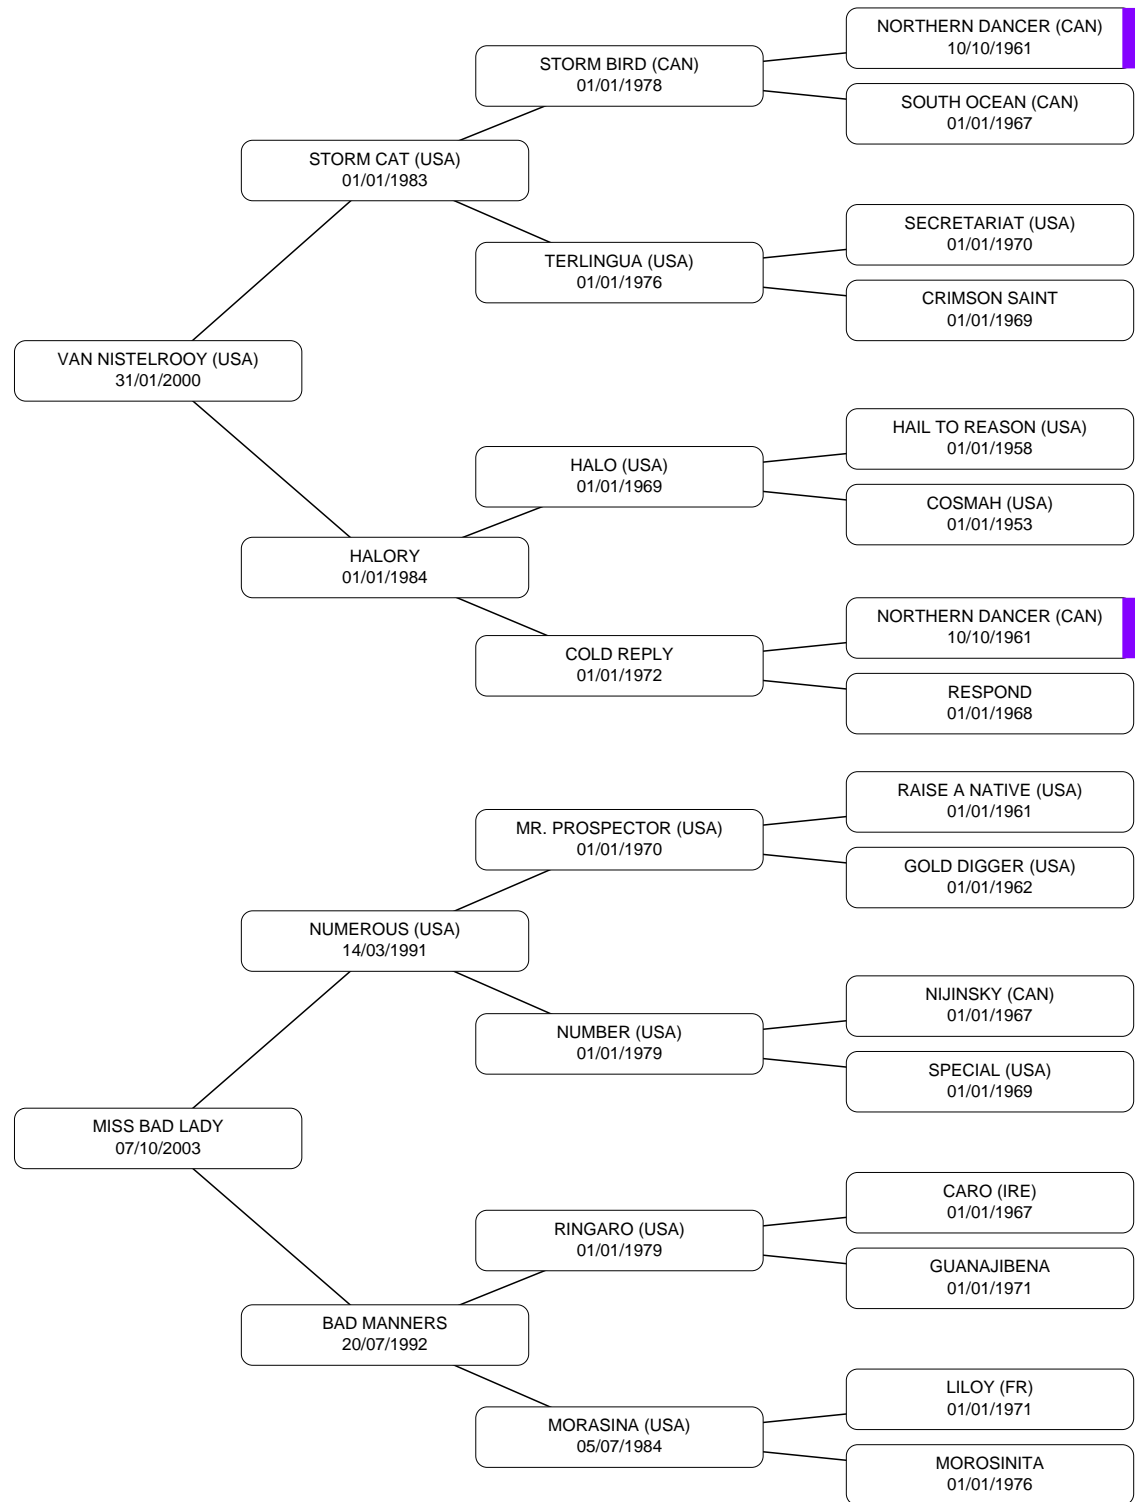 NORTHERN DANCER (CAN)
10/10/1961
STORM BIRD (CAN)
01/01/1978
SOUTH OCEAN (CAN)
01/01/1967
STORM CAT (USA)
01/01/1983
SECRETARIAT (USA)
01/01/1970
TERLINGUA (USA)
01/01/1976
CRIMSON SAINT
01/01/1969
VAN NISTELROOY (USA)
31/01/2000
HAIL TO REASON (USA)
01/01/1958
HALO (USA)
01/01/1969
COSMAH (USA)
01/01/1953
HALORY
01/01/1984
NORTHERN DANCER (CAN)
10/10/1961
COLD REPLY
01/01/1972
RESPOND
01/01/1968
RAISE A NATIVE (USA)
01/01/1961
MR. PROSPECTOR (USA)
01/01/1970
GOLD DIGGER (USA)
01/01/1962
NUMEROUS (USA)
14/03/1991
NIJINSKY (CAN)
01/01/1967
NUMBER (USA)
01/01/1979
SPECIAL (USA)
01/01/1969
MISS BAD LADY
07/10/2003
CARO (IRE)
01/01/1967
RINGARO (USA)
01/01/1979
GUANAJIBENA
01/01/1971
BAD MANNERS
20/07/1992
LILOY (FR)
01/01/1971
MORASINA (USA)
05/07/1984
MOROSINITA
01/01/1976